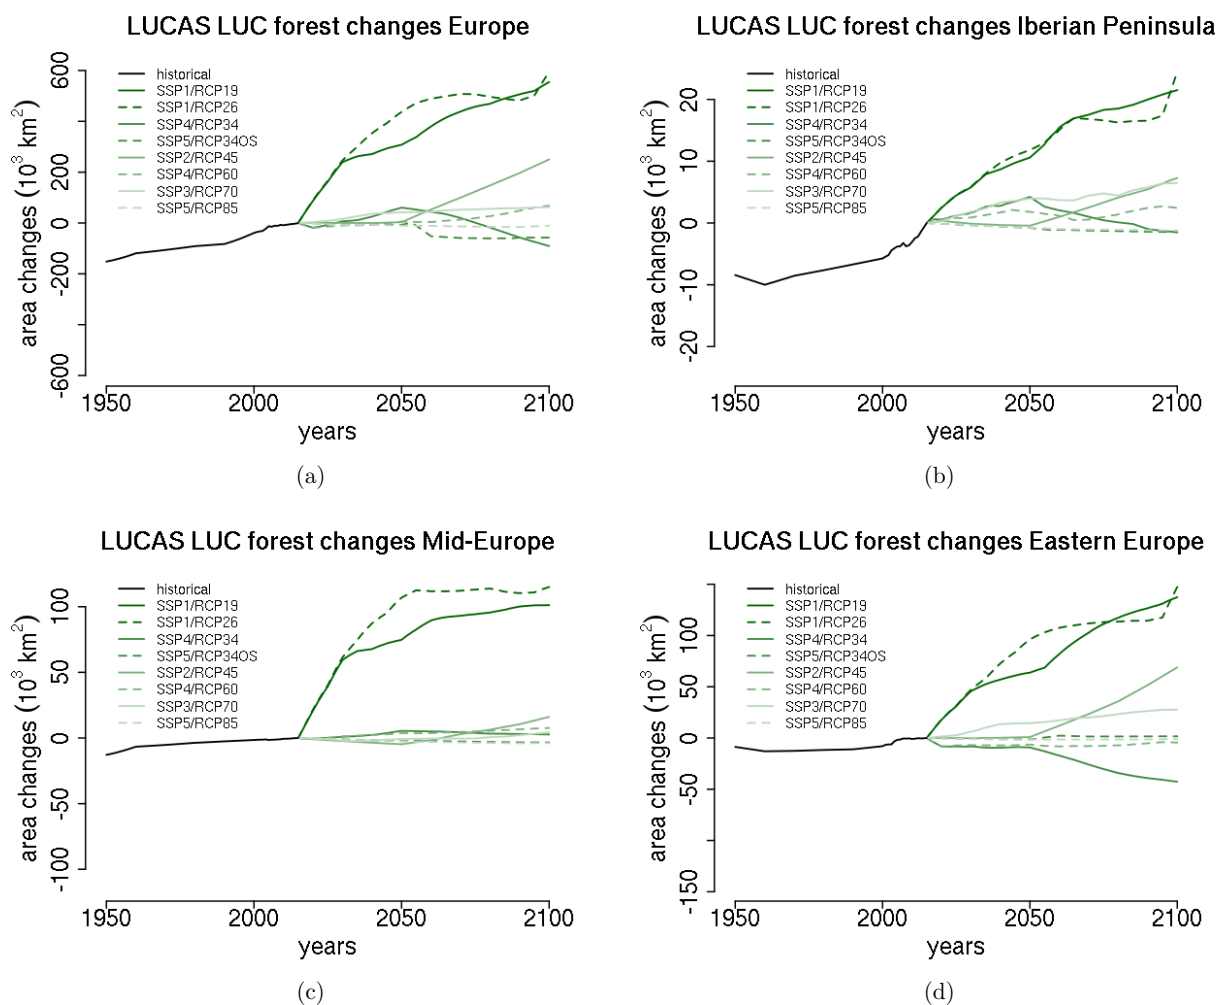 LUCAS LUC forest changes Europe
area changes (10³ km²)
600
200
0
-200
-600
historical
SSP1/RCP19
SSP1/RCP26
SSP4/RCP34
SSP5/RCP34OS
SSP2/RCP45
SSP4/RCP60
SSP3/RCP70
SSP5/RCP85
1950 2000 2050 2100
years
(a)
LUCAS LUC forest changes Iberian Peninsula
area changes (10³ km²)
20
10
0
-10
-20
historical
SSP1/RCP19
SSP1/RCP26
SSP4/RCP34
SSP5/RCP34OS
SSP2/RCP45
SSP4/RCP60
SSP3/RCP70
SSP5/RCP85
1950 2000 2050 2100
years
(b)
LUCAS LUC forest changes Mid-Europe
area changes (10³ km²)
100
50
0
-50
-100
historical
SSP1/RCP19
SSP1/RCP26
SSP4/RCP34
SSP5/RCP34OS
SSP2/RCP45
SSP4/RCP60
SSP3/RCP70
SSP5/RCP85
1950 2000 2050 2100
years
(c)
LUCAS LUC forest changes Eastern Europe
area changes (10³ km²)
100
50
0
-50
-150
historical
SSP1/RCP19
SSP1/RCP26
SSP4/RCP34
SSP5/RCP34OS
SSP2/RCP45
SSP4/RCP60
SSP3/RCP70
SSP5/RCP85
1950 2000 2050 2100
years
(d)